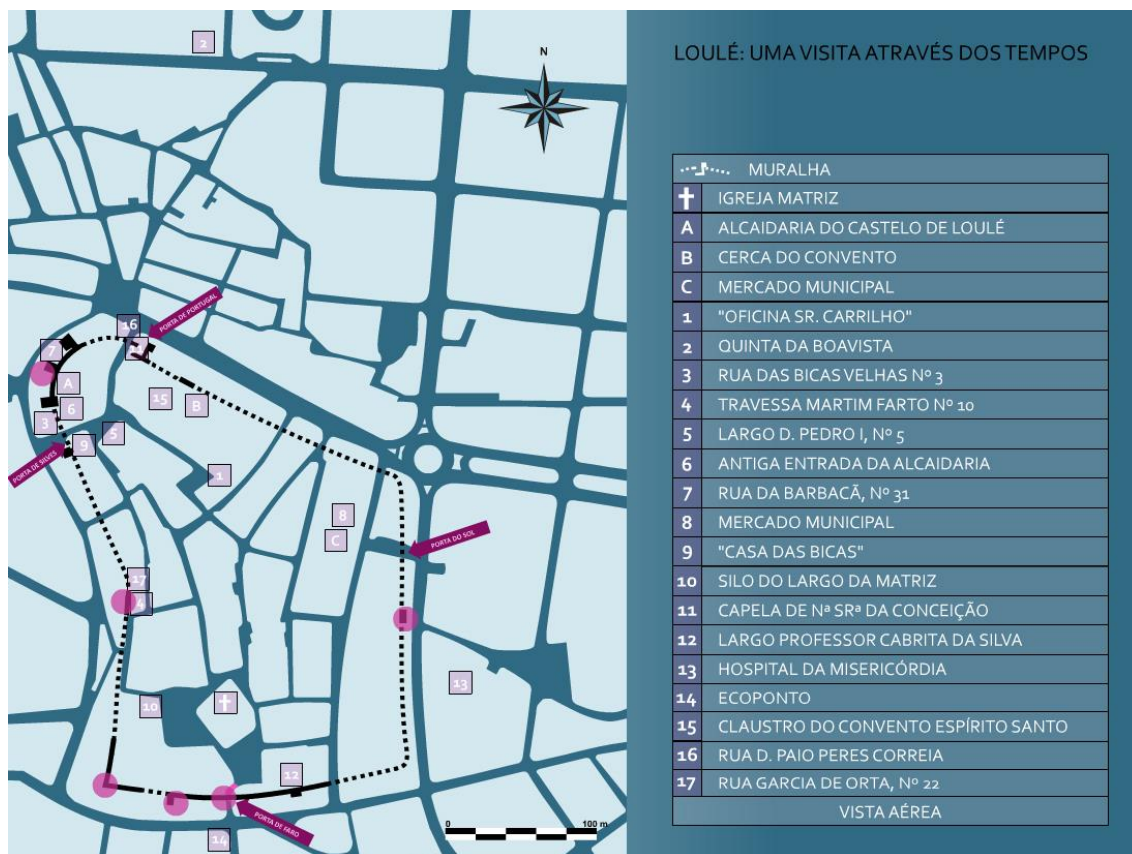 2
N
LOULÉ: UMA VISITA ATRAVÉS DOS TEMPOS
PORTA DE PORTUGAL
16
7
A
15
B
3
6
5
9
PORTA DE SILVES
1
8
C
PORTA DO SOL
17
4
13
10
12
PORTA DE FARO
14
0
100 m
MURALHA
IGREJA MATRIZ
A ALCAIDARIA DO CASTELO DE LOULÉ
B CERCA DO CONVENTO
C MERCADO MUNICIPAL
1 "OFICINA SR. CARRILHO"
2 QUINTA DA BOAVISTA
3 RUA DAS BICAS VELHAS Nº 3
4 TRAVESSA MARTIM FARTO Nº 10
5 LARGO D. PEDRO I, Nº 5
6 ANTIGA ENTRADA DA ALCAIDARIA
7 RUA DA BARBACÃ, Nº 31
8 MERCADO MUNICIPAL
9 "CASA DAS BICAS"
10 SILO DO LARGO DA MATRIZ
11 CAPELA DE Nª SRª DA CONCEIÇÃO
12 LARGO PROFESSOR CABRITA DA SILVA
13 HOSPITAL DA MISERICÓRDIA
14 ECOPONTO
15 CLAUSTRO DO CONVENTO ESPÍRITO SANTO
16 RUA D. PAIO PERES CORREIA
17 RUA GARCIA DE ORTA, Nº 22
VISTA AÉREA